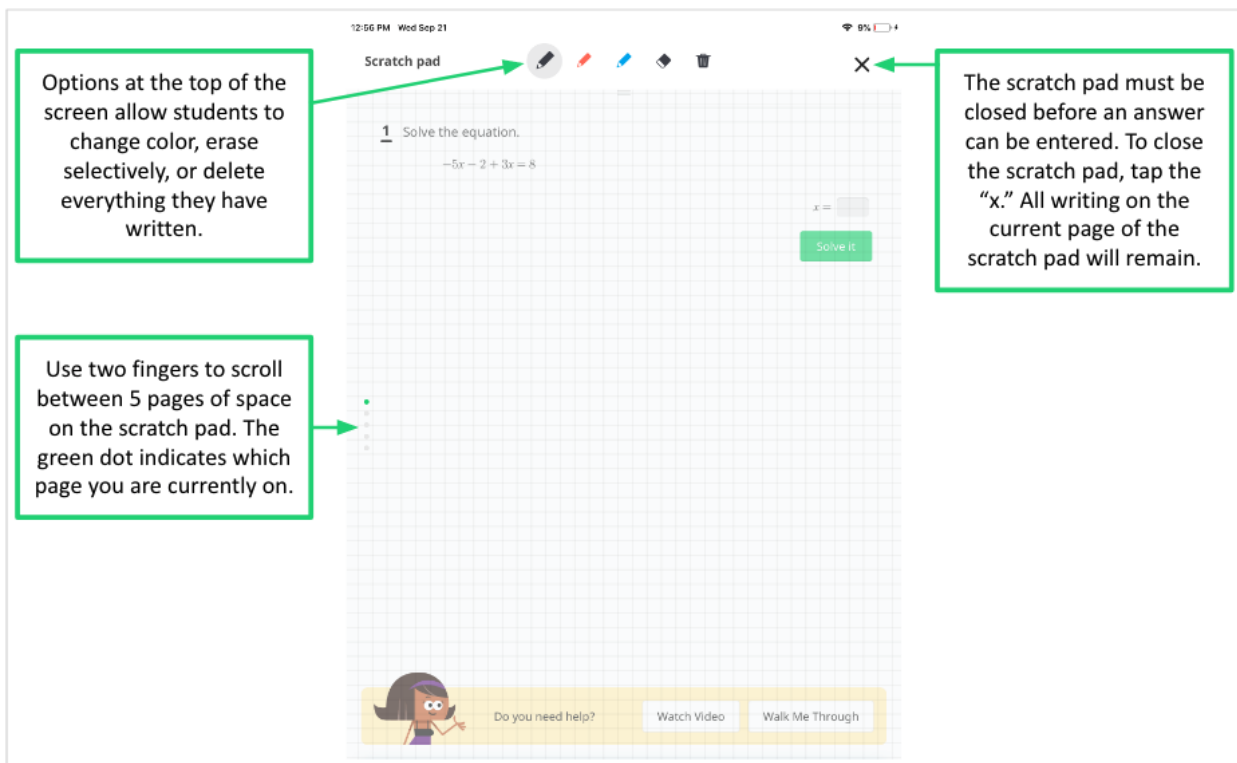 12:56 PM Wed Sep 21
9%
Scratch pad
Options at the top of the
screen allow students to
change color, erase
selectively, or delete
everything they have
written.
The scratch pad must be
closed before an answer
can be entered. To close
the scratch pad, tap the
“x.” All writing on the
current page of the
scratch pad will remain.
1 Solve the equation.
−5x − 2 + 3x = 8
x =
Solve it
Use two fingers to scroll
between 5 pages of space
on the scratch pad. The
green dot indicates which
page you are currently on.
Do you need help?
Watch Video
Walk Me Through